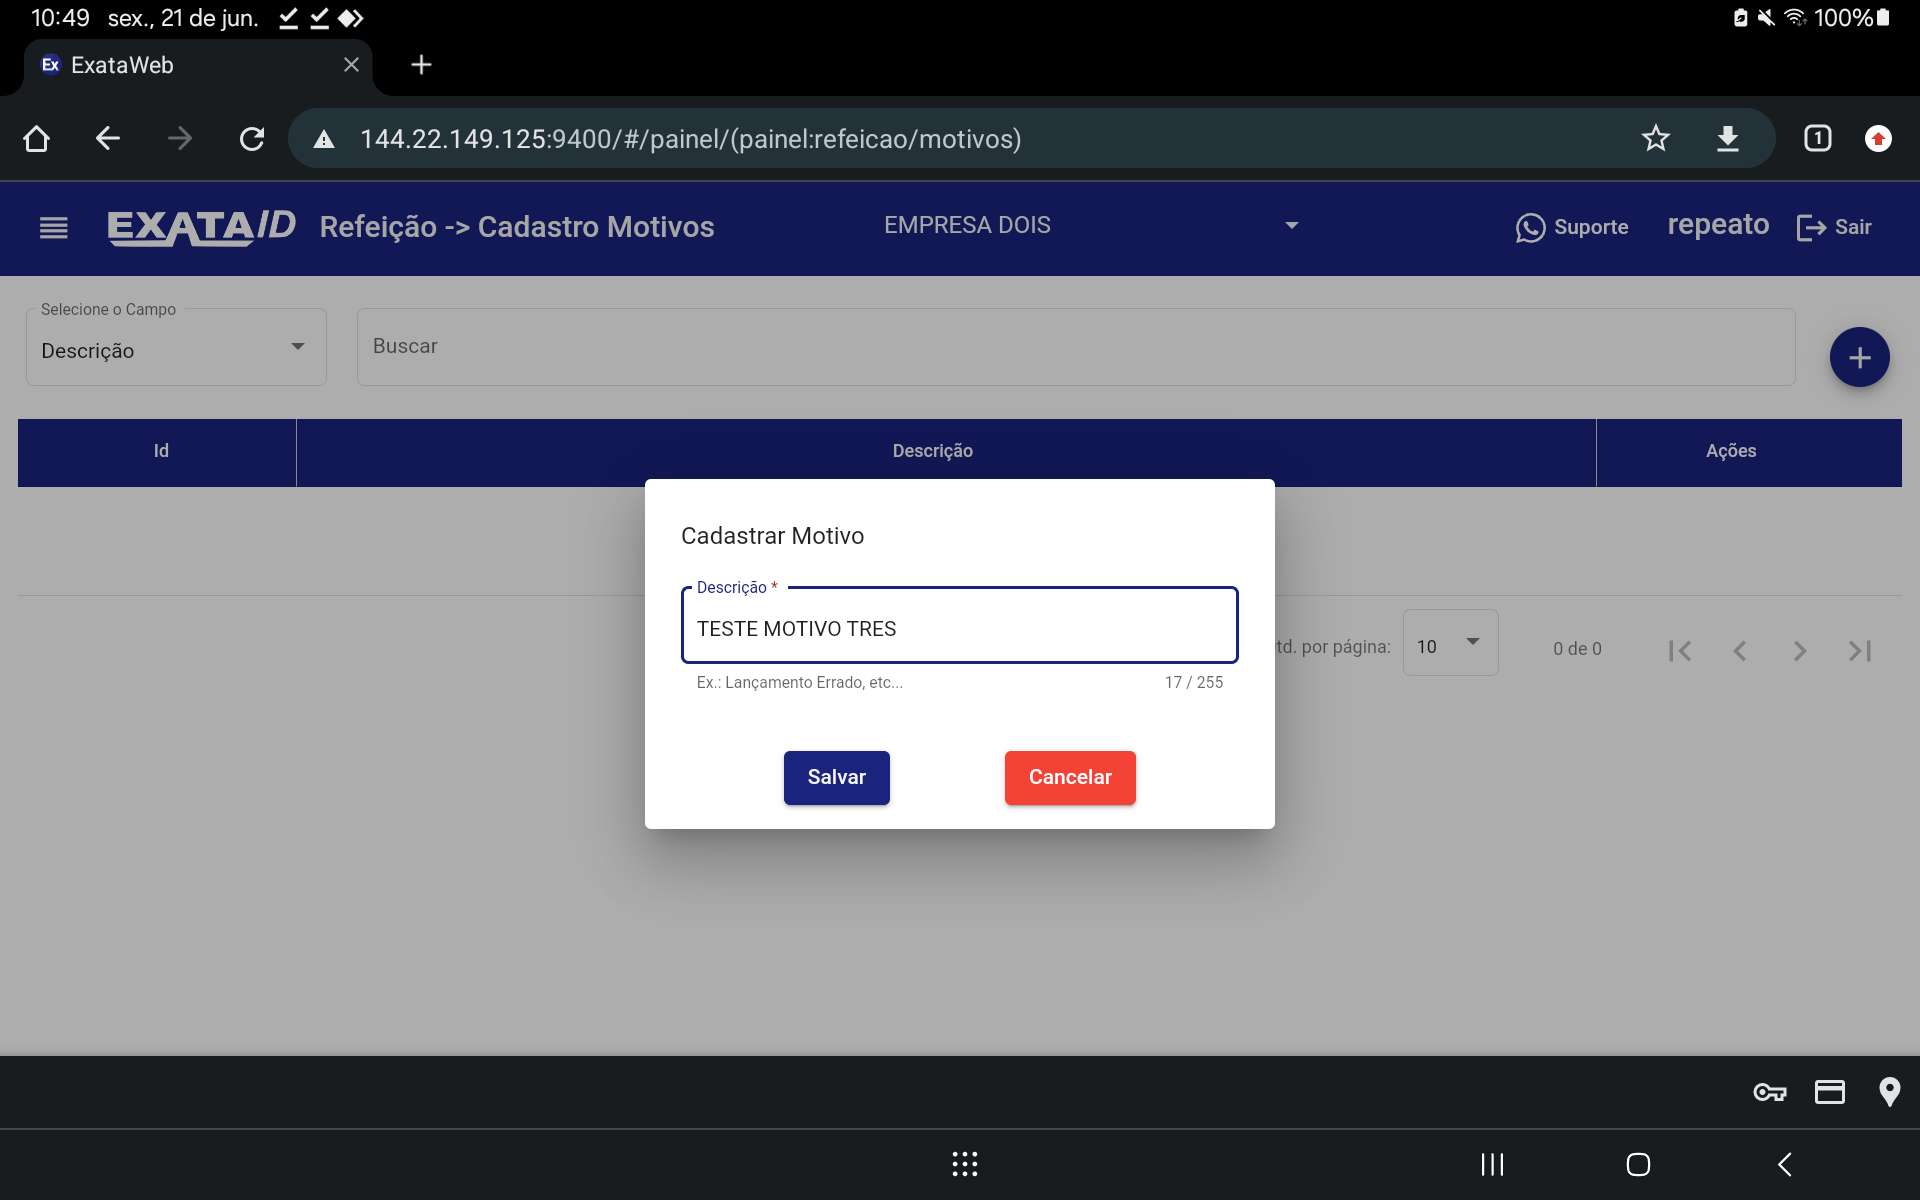 10:49 sex., 21 de jun. 100%
Ex ExataWeb
144.22.149.125:9400/#/painel/(painel:refeicao/motivos) 1
EXATAID Refeição -> Cadastro Motivos EMPRESA DOIS Suporte repeato Sair
Selecione o Campo
Descrição Buscar
Id Descrição Ações
Cadastrar Motivo
Descrição *
TESTE MOTIVO TRES
Ex.: Lançamento Errado, etc... 17 / 255
td. por página: 10 0 de 0
Salvar Cancelar